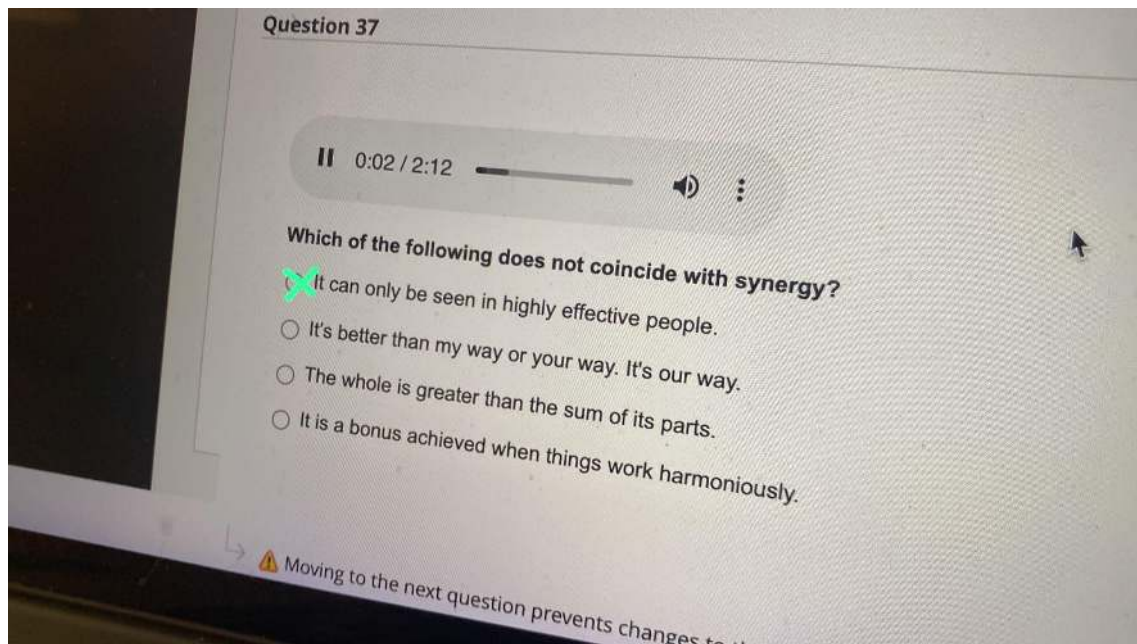 Question 37
0:02 / 2:12
Which of the following does not coincide with synergy?
It can only be seen in highly effective people.
It's better than my way or your way. It's our way.
The whole is greater than the sum of its parts.
It is a bonus achieved when things work harmoniously.
Moving to the next question prevents changes to